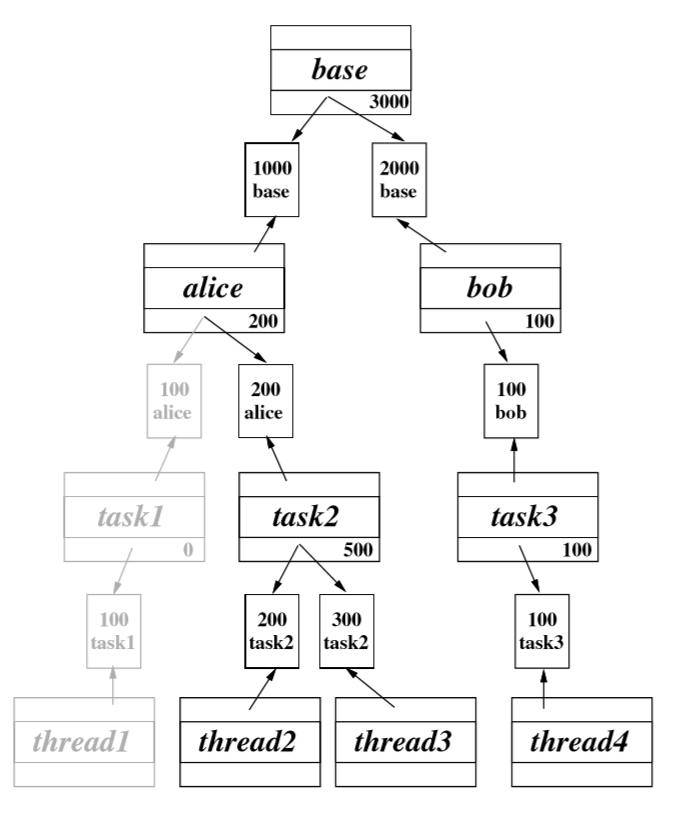 base
3000
1000
base
2000
base
alice
200
bob
100
100
alice
200
alice
100
bob
task1
0
task2
500
task3
100
100
task1
200
task2
300
task2
100
task3
thread1
thread2
thread3
thread4